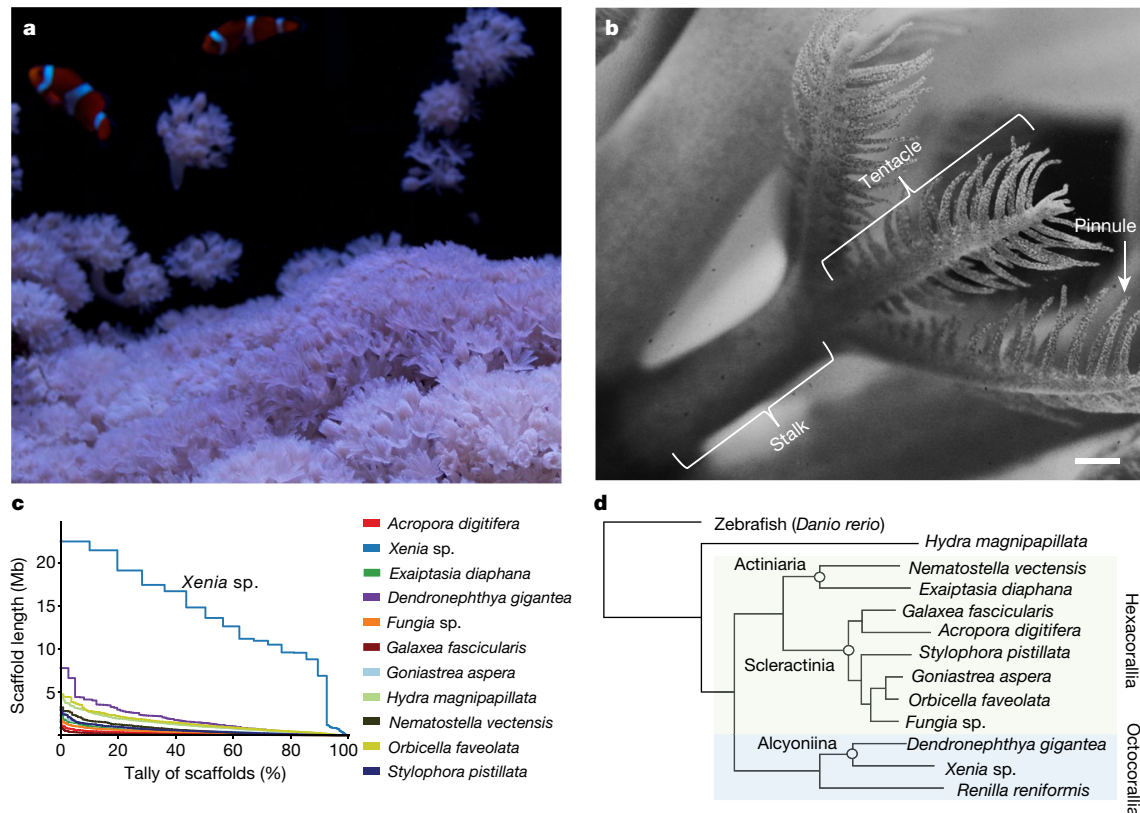 a
b
Tentacle
Pinnule
Stalk
c
Scaffold length (Mb)
20
15
10
5
0
20
40
60
80
100
Tally of scaffolds (%)
Xenia sp.
Acropora digitifera
Xenia sp.
Exaiptasia diaphana
Dendronephthya gigantea
Fungia sp.
Galaxea fascicularis
Goniastrea aspera
Hydra magnipapillata
Nematostella vectensis
Orbicella faveolata
Stylophora pistillata
d
Zebrafish (Danio rerio)
Hydra magnipapillata
Actiniaria
Nematostella vectensis
Exaiptasia diaphana
Galaxea fascicularis
Acropora digitifera
Scleractinia
Stylophora pistillata
Goniastrea aspera
Orbicella faveolata
Fungia sp.
Hexacorallia
Alcyoniina
Dendronephthya gigantea
Xenia sp.
Renilla reniformis
Octocorallia